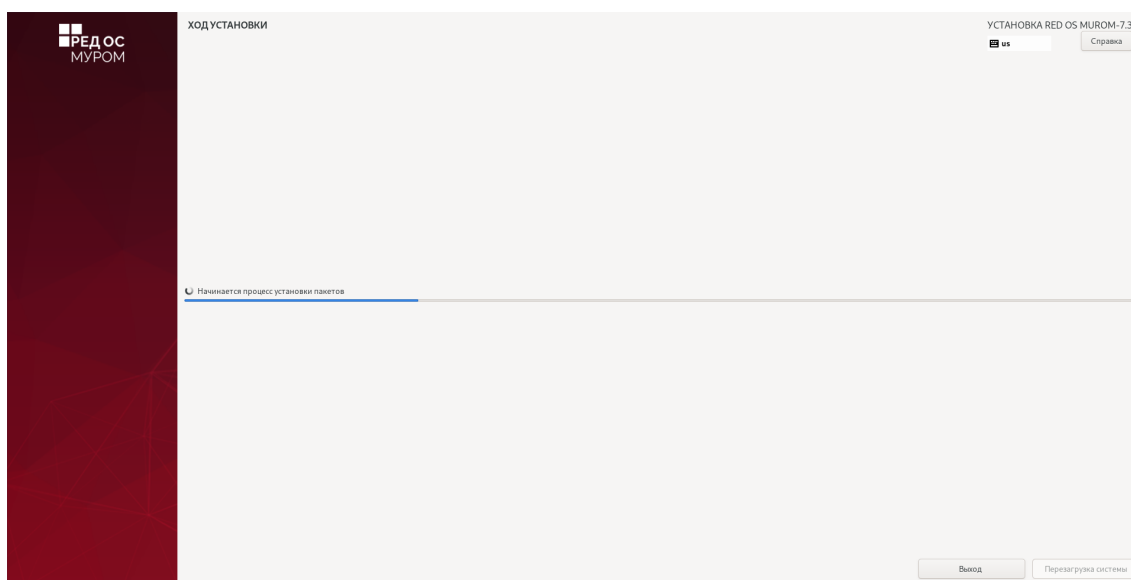 РЕД ОС
МУРОМ
ХОД УСТАНОВКИ
УСТАНОВКА RED OS MUROM-7.3
us
Справка
Начинается процесс установки пакетов
Выход
Перезагрузка системы